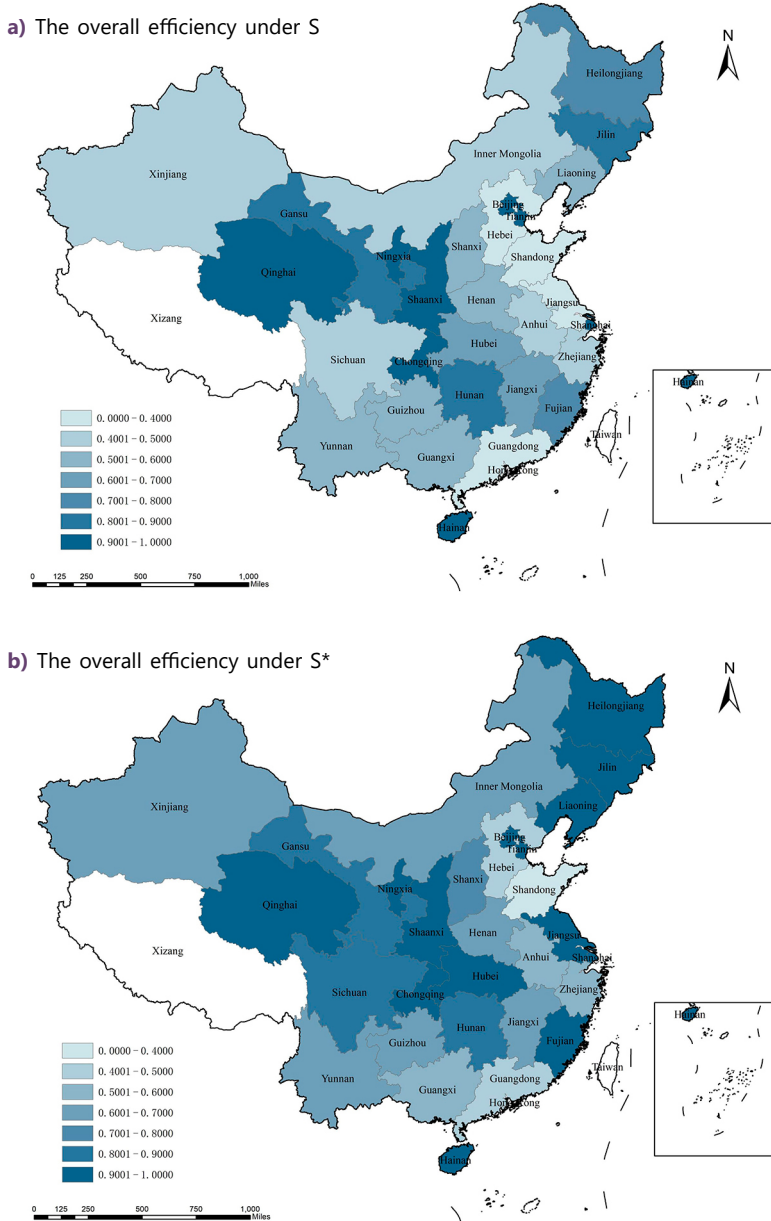 a) The overall efficiency under S
N
Heilongjiang
Jilin
Inner Mongolia
Xinjiang
Liaoning
Gansu
Beijing
Tianjin
Hebei
Ningxia
Shanxi
Shandong
Qinghai
Shaanxi
Henan
Jiangsu
Xizang
Anhui
Shanghai
Hubei
Sichuan
Chongqing
Zhejiang
Hunan
Jiangxi
Hainan
Guizhou
Fujian
Taiwan
Yunnan
Guangdong
Guangxi
Hong Kong
Hainan
0.0000-0.4000
0.4001-0.5000
0.5001-0.6000
0.6001-0.7000
0.7001-0.8000
0.8001-0.9000
0.9001-1.0000
0 125 250 500 750 1,000
Miles
b) The overall efficiency under S*
N
Heilongjiang
Jilin
Inner Mongolia
Xinjiang
Liaoning
Gansu
Beijing
Tianjin
Hebei
Ningxia
Shanxi
Shandong
Qinghai
Shaanxi
Henan
Jiangsu
Xizang
Anhui
Shanghai
Hubei
Sichuan
Chongqing
Zhejiang
Hunan
Jiangxi
Hainan
Guizhou
Fujian
Taiwan
Yunnan
Guangdong
Guangxi
Hong Kong
Hainan
0.0000-0.4000
0.4001-0.5000
0.5001-0.6000
0.6001-0.7000
0.7001-0.8000
0.8001-0.9000
0.9001-1.0000
0 125 250 500 750 1,000
Miles